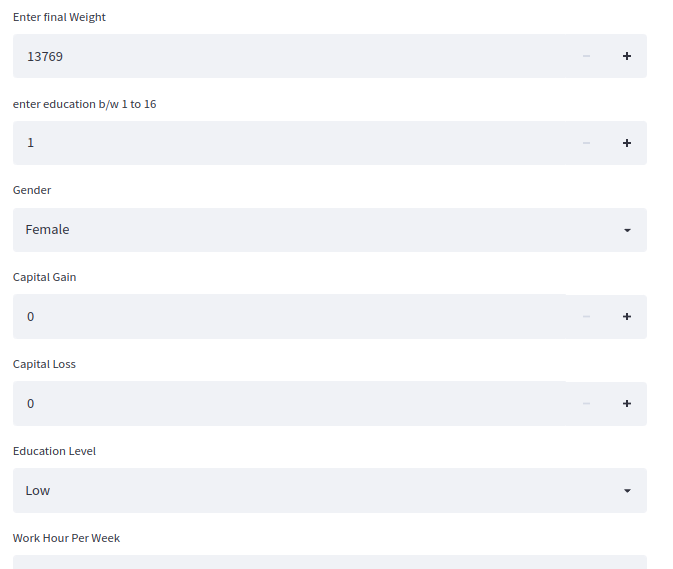 Enter final Weight
13769
enter education b/w 1 to 16
1
Gender
Female
Capital Gain
0
Capital Loss
0
Education Level
Low
Work Hour Per Week